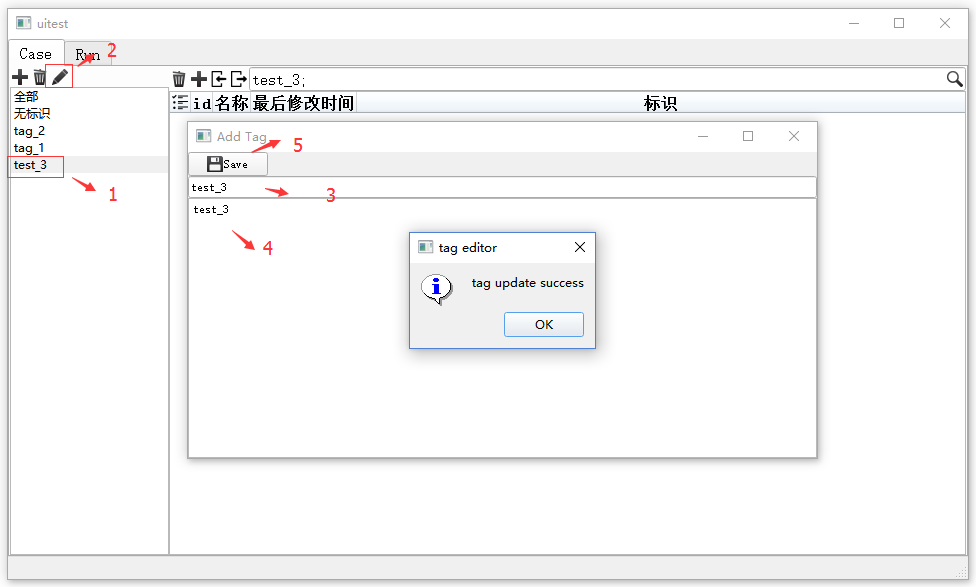 uitest
Case Run 2
test_3;
全部
无标识
tag_2
tag_1
test_3
1
id 名称 最后修改时间 标识
Add Tag
5
Save
test_3
3
test_3
4
tag editor
tag update success
OK